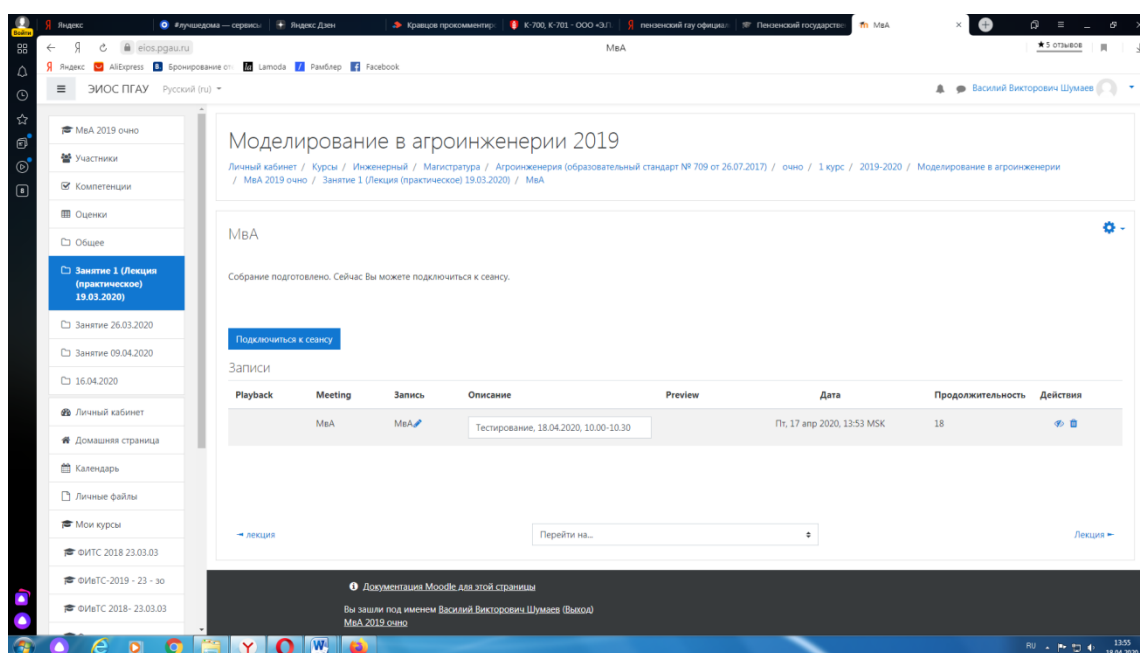 Войти
Яндекс
#лучшедома — сервисы
Яндекс Дзен
Кравцов прокомментиро
К-700, К-701 - ООО «ЗЛ
пензенский гау официал
Пензенский государстве
МвА
eios.pgau.ru
МвА
★5 отзывов
Яндекс AliExpress Бронирование оте Lamoda Рамблер Facebook
ЭИОС ПГАУ Русский (ru)
Василий Викторович Шумаев
МвА 2019 очно
Участники
Компетенции
Оценки
Общее
Занятие 1 (Лекция
(практическое)
19.03.2020)
Занятие 26.03.2020
Занятие 09.04.2020
16.04.2020
Личный кабинет
Домашняя страница
Календарь
Личные файлы
Мои курсы
ФИТС 2018 23.03.03
ФИвТС-2019 - 23 - зо
ФИвТС 2018- 23.03.03
Моделирование в агроинженерии 2019
Личный кабинет / Курсы / Инженерный / Магистратура / Агроинженерия (образовательный стандарт № 709 от 26.07.2017) / очно / 1 курс / 2019-2020 / Моделирование в агроинженерии
/ МвА 2019 очно / Занятие 1 (Лекция (практическое) 19.03.2020) / МвА
МвА
Собрание подготовлено. Сейчас Вы можете подключиться к сеансу.
Подключиться к сеансу
Записи
Playback Meeting Запись Описание Preview Дата Продолжительность Действия
МвА МвА Тестирование, 18.04.2020, 10.00-10.30 Пт, 17 апр 2020, 13:53 MSK 18
◄ лекция Перейти на... Лекция ►
Документация Moodle для этой страницы
Вы зашли под именем Василий Викторович Шумаев (Выход)
МвА 2019 очно
RU 13:55
18.04.2020